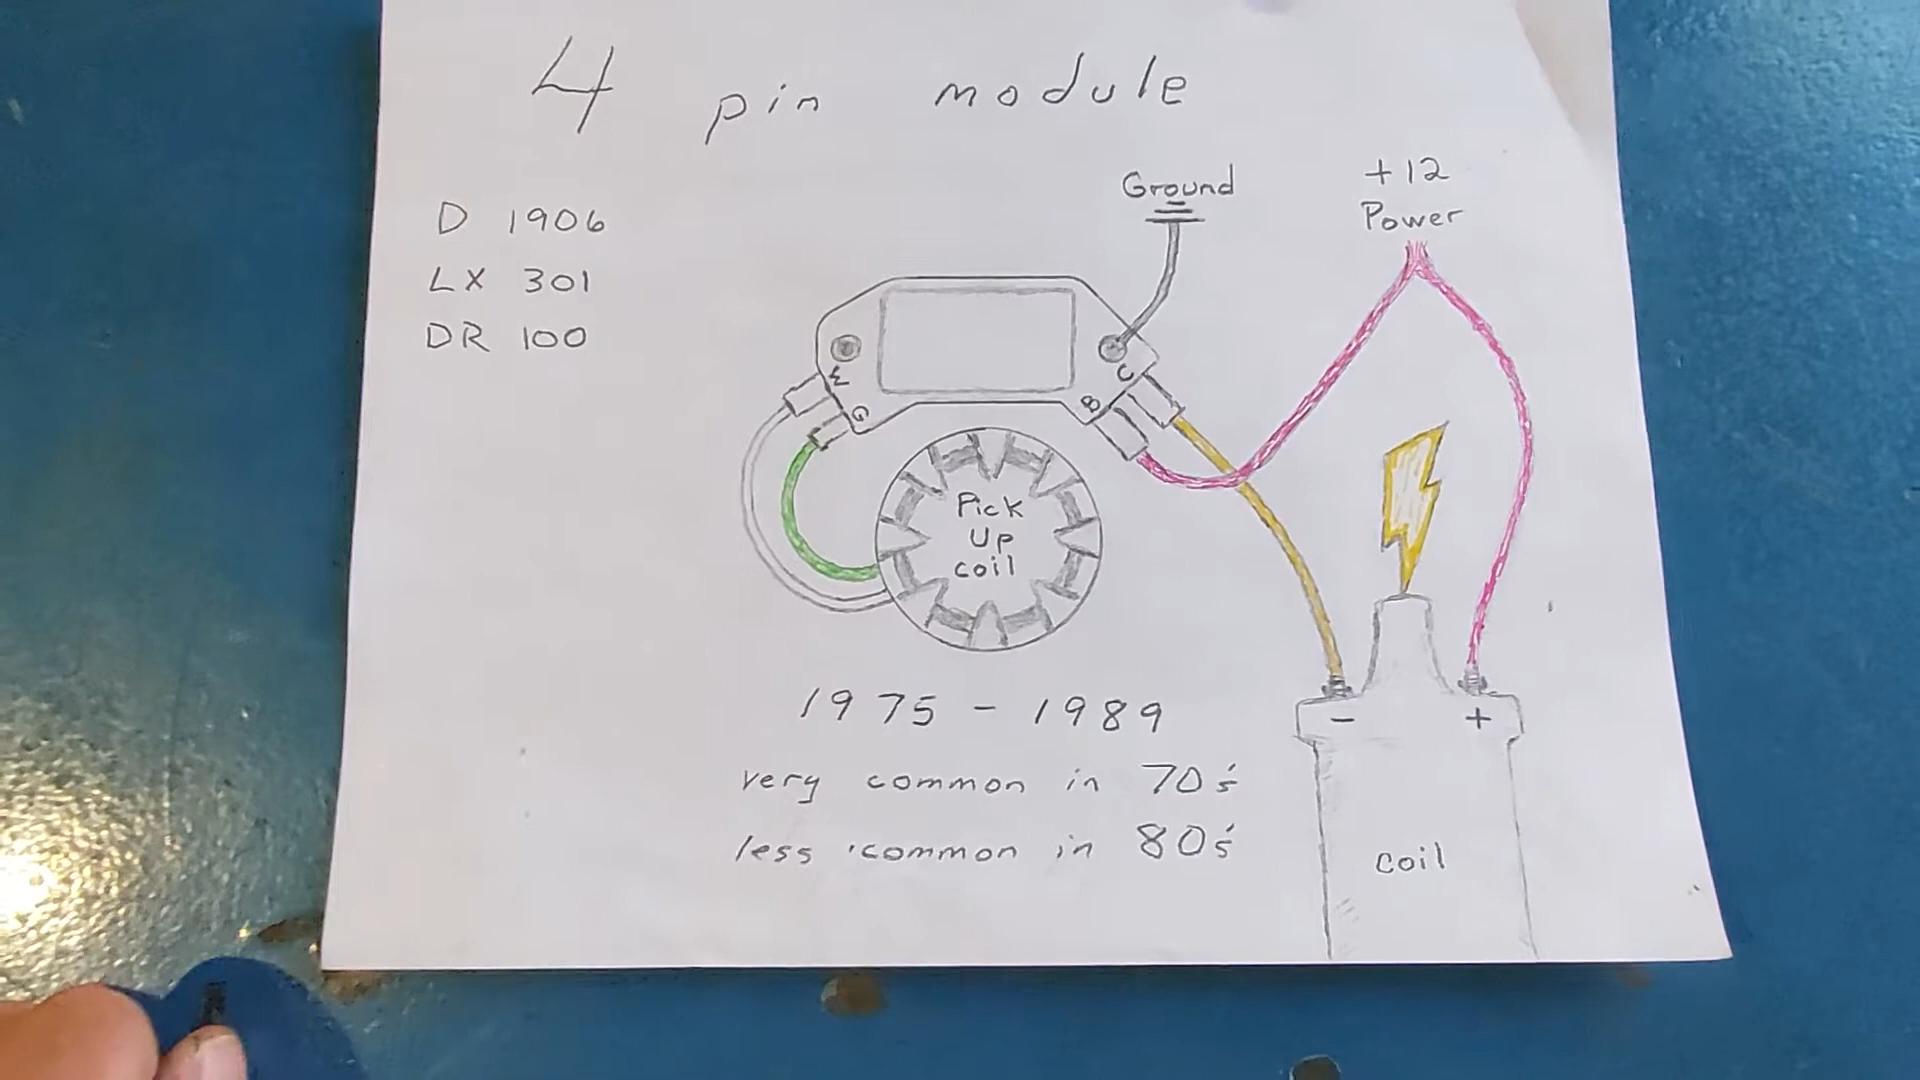 4 pin module
D 1906
LX 301
DR 100
Ground
+12
Power
W
G
C
B
Pick
Up
coil
1975 - 1989
very common in 70's
less common in 80's
- +
coil